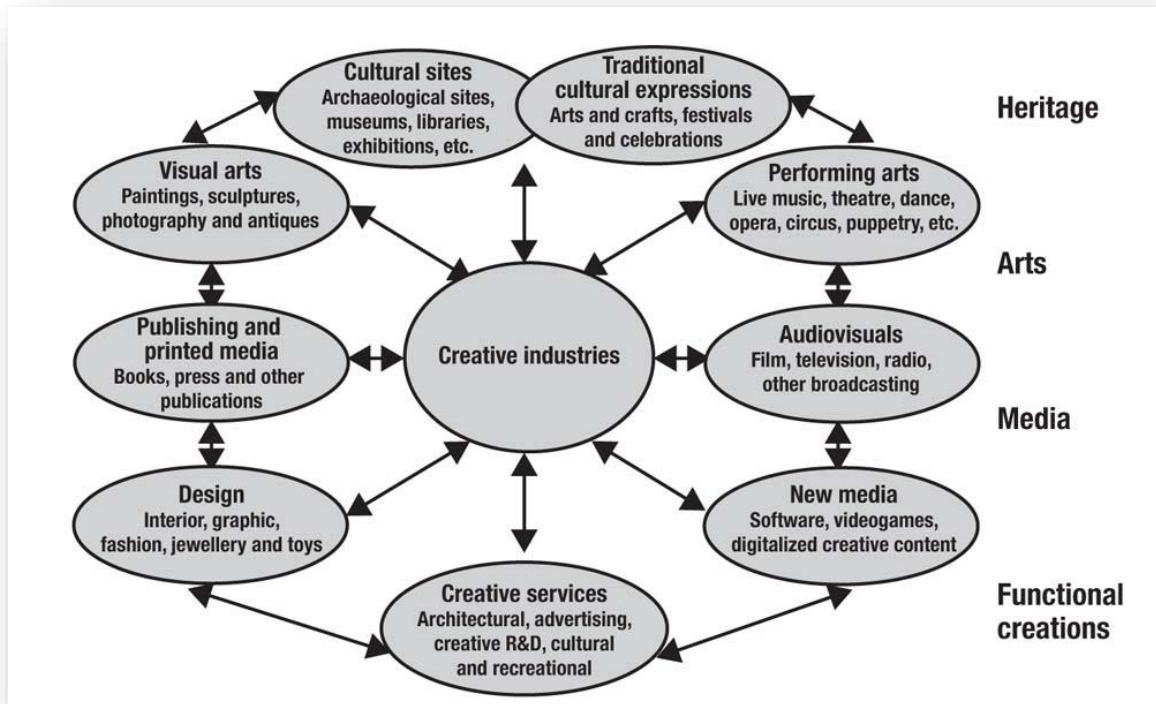 Cultural sites
Archaeological sites,
museums, libraries,
exhibitions, etc.
Traditional
cultural expressions
Arts and crafts, festivals
and celebrations
Heritage
Visual arts
Paintings, sculptures,
photography and antiques
Performing arts
Live music, theatre, dance,
opera, circus, puppetry, etc.
Arts
Publishing and
printed media
Books, press and other
publications
Creative industries
Audiovisuals
Film, television, radio,
other broadcasting
Media
Design
Interior, graphic,
fashion, jewellery and toys
New media
Software, videogames,
digitalized creative content
Creative services
Architectural, advertising,
creative R&D, cultural
and recreational
Functional
creations